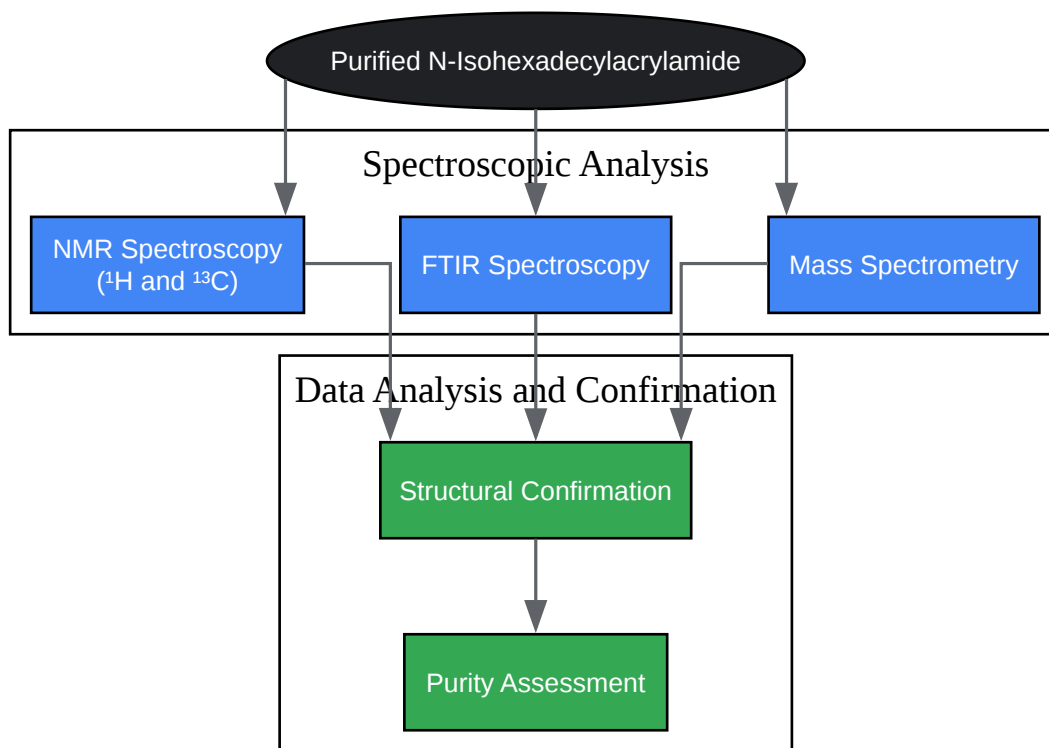 Purified N-Isohexadecylacrylamide
Spectroscopic Analysis
NMR Spectroscopy
(¹H and ¹³C)
FTIR Spectroscopy
Mass Spectrometry
Data Analysis and Confirmation
Structural Confirmation
Purity Assessment